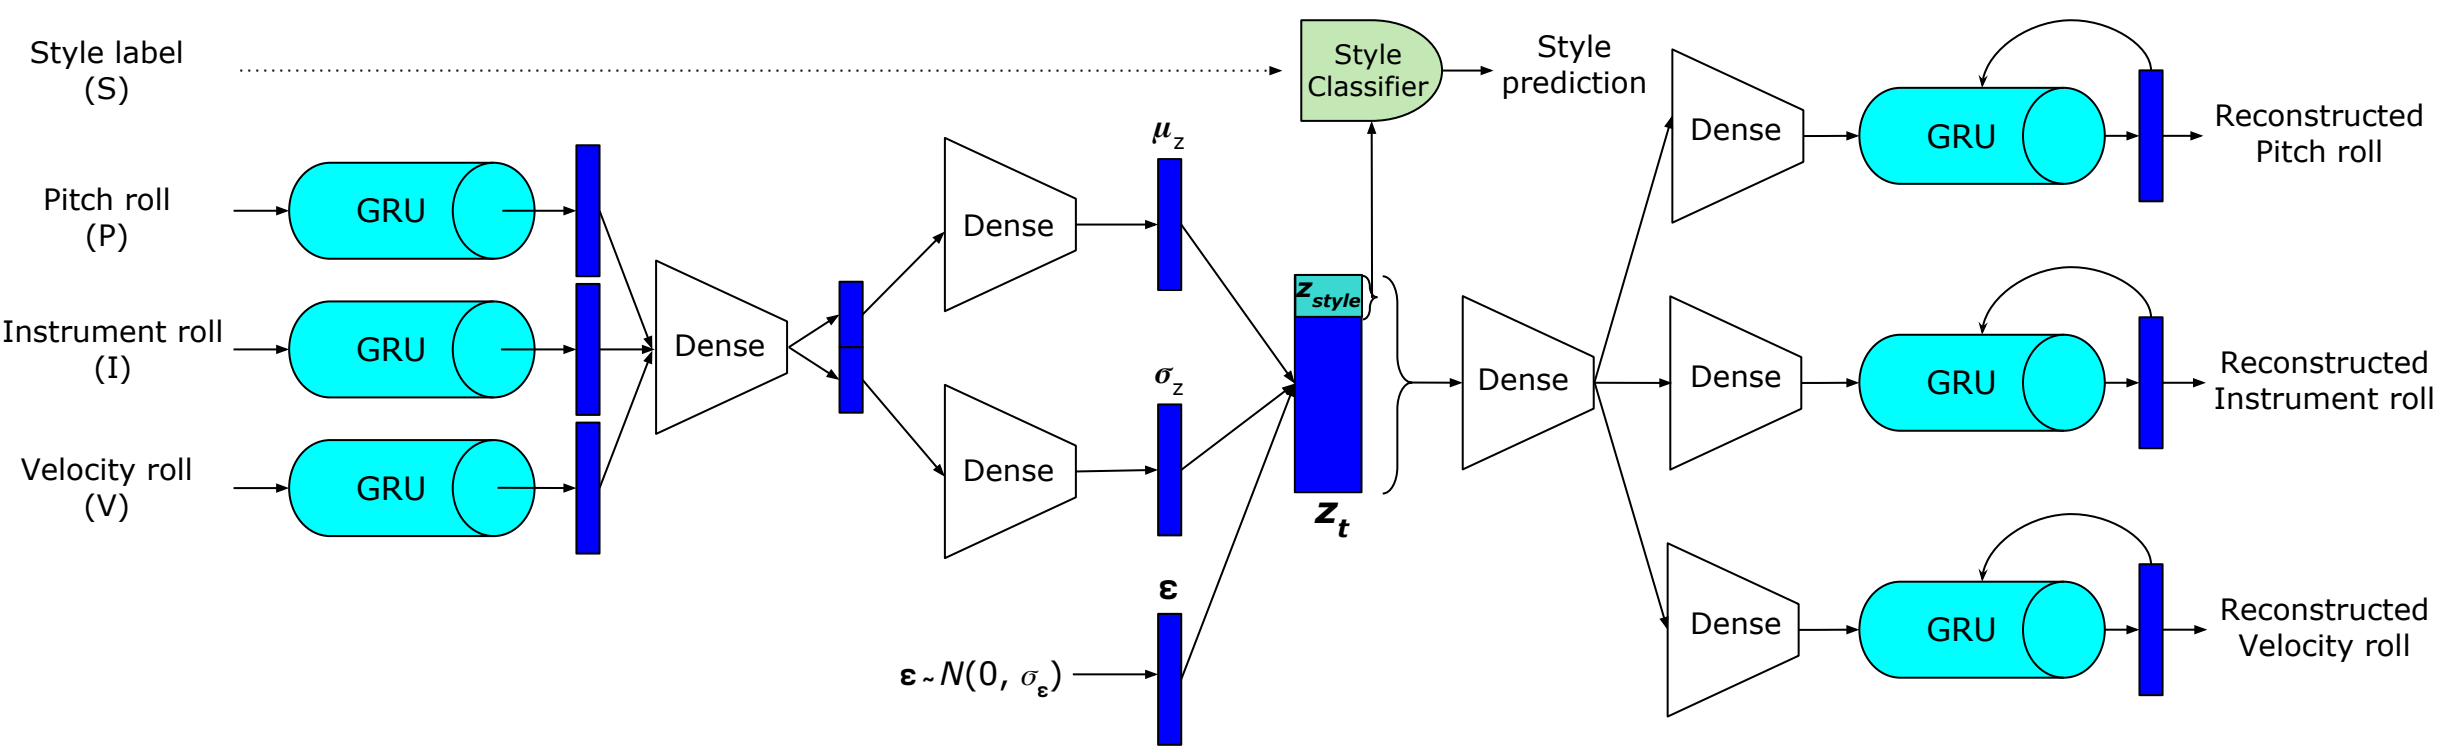 Style label
(S)
Style
Classifier
Style
prediction
Pitch roll
(P)
GRU
Instrument roll
(I)
GRU
Velocity roll
(V)
GRU
Dense
Dense
μz
Dense
σz
ε
ε ~ N(0, σε)
zstyle
zt
Dense
Dense
GRU
Reconstructed
Pitch roll
Dense
GRU
Reconstructed
Instrument roll
Dense
GRU
Reconstructed
Velocity roll